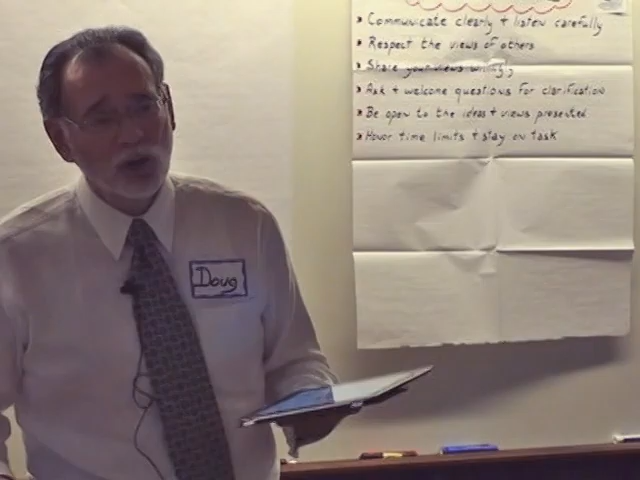 Communicate clearly + listen carefully
Respect the views of others
Share your views willingly
Ask + welcome questions for clarification
Be open to the ideas + views presented
Honor time limits + stay on task
Doug